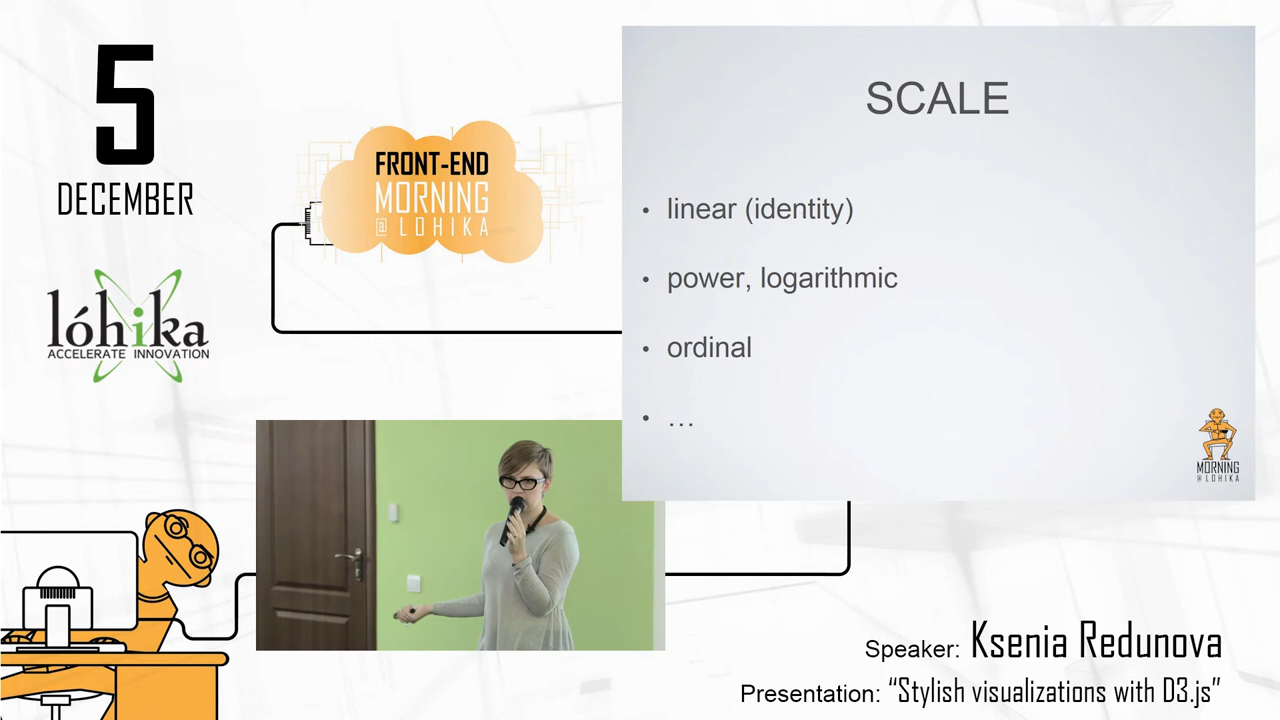 5
DECEMBER
lóhika
ACCELERATE INNOVATION
FRONT-END
MORNING
@LOHIKA
SCALE
• linear (identity)
• power, logarithmic
• ordinal
• …
MORNING
@LOHIKA
Speaker: Ksenia Redunova
Presentation: “Stylish visualizations with D3.js”